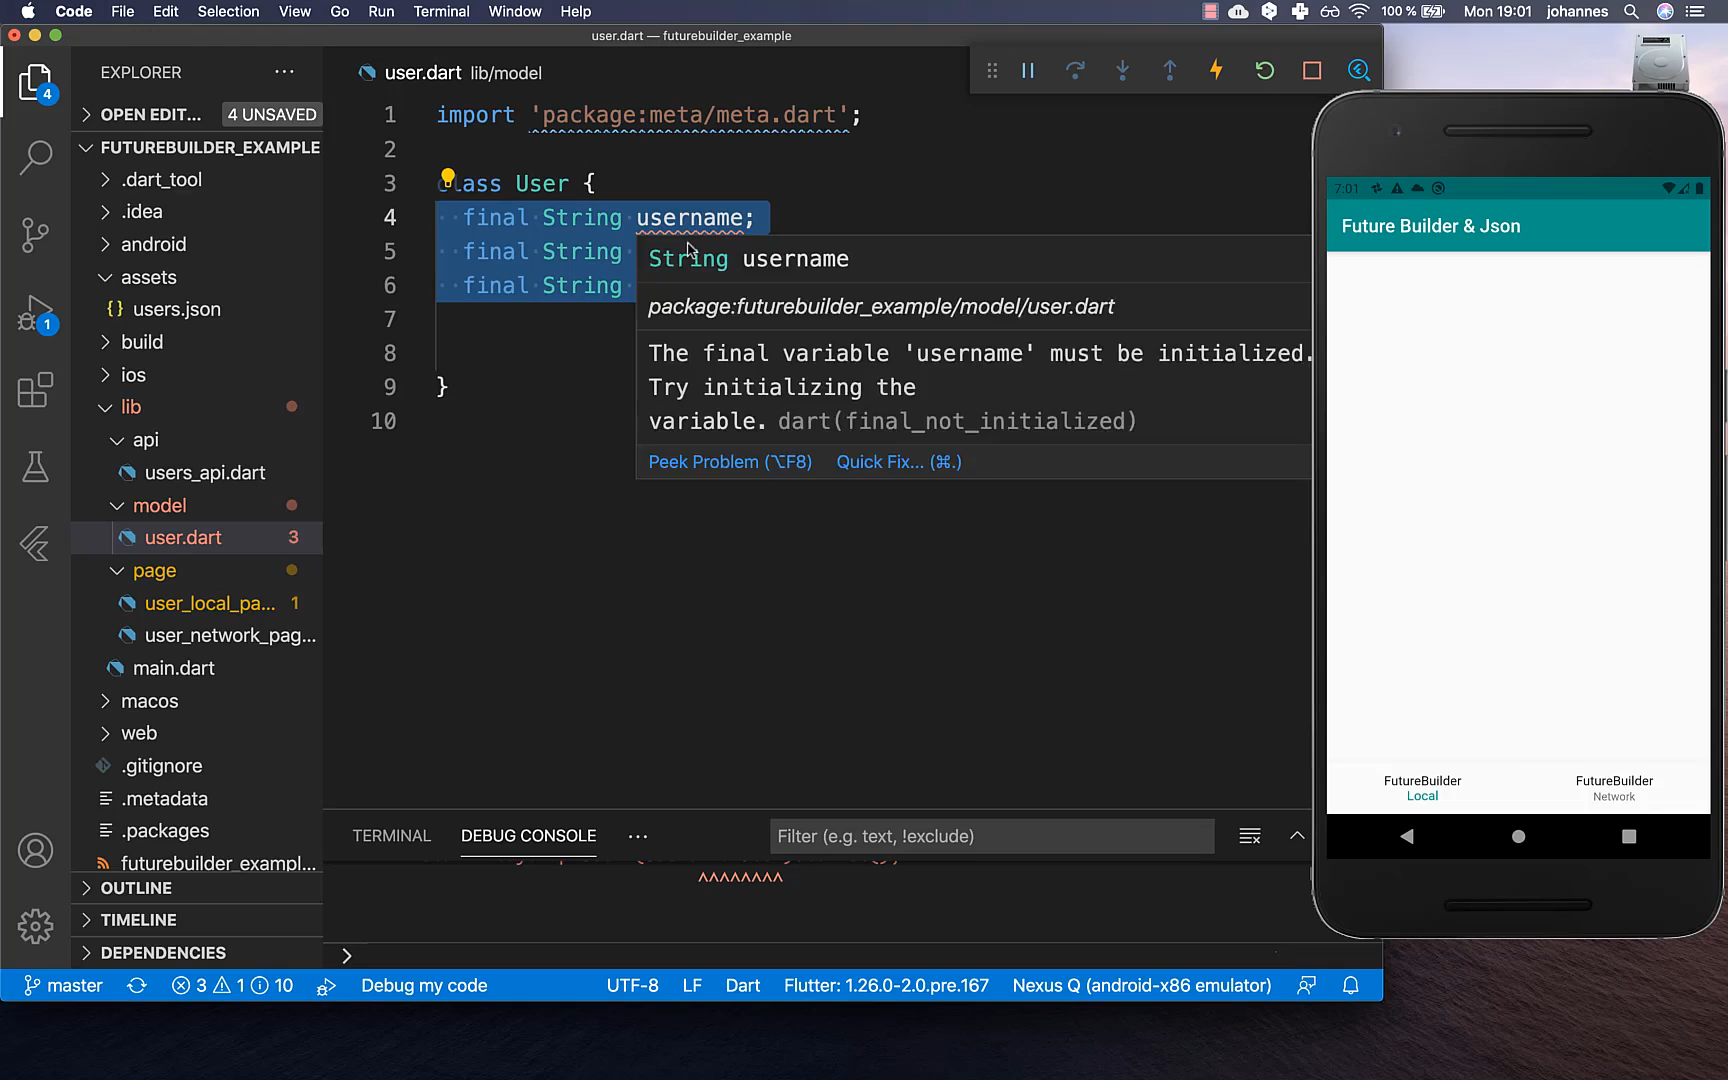 Code File Edit Selection View Go Run Terminal Window Help 100 % Mon 19:01 johannes
user.dart — futurebuilder_example
EXPLORER
user.dart lib/model
OPEN EDIT... 4 UNSAVED
FUTUREBUILDER_EXAMPLE
.dart_tool
.idea
android
assets
{} users.json
build
ios
lib
api
users_api.dart
model
user.dart 3
page
user_local_pa... 1
user_network_pag...
main.dart
macos
web
.gitignore
.metadata
.packages
futurebuilder_exampl...
OUTLINE
TIMELINE
DEPENDENCIES
4
1
1 import 'package:meta/meta.dart';
2
3 class User {
4 final String username;
5 final String
6 final String
7
8
9 }
10
String username
package:futurebuilder_example/model/user.dart
The final variable 'username' must be initialized.
Try initializing the
variable. dart(final_not_initialized)
Peek Problem (⌥F8) Quick Fix... (⌘.)
TERMINAL DEBUG CONSOLE ... Filter (e.g. text, !exclude)
^^^^^^^^
>
master 3 1 10 Debug my code UTF-8 LF Dart Flutter: 1.26.0-2.0.pre.167 Nexus Q (android-x86 emulator)
7:01
Future Builder & Json
FutureBuilder FutureBuilder
Local Network